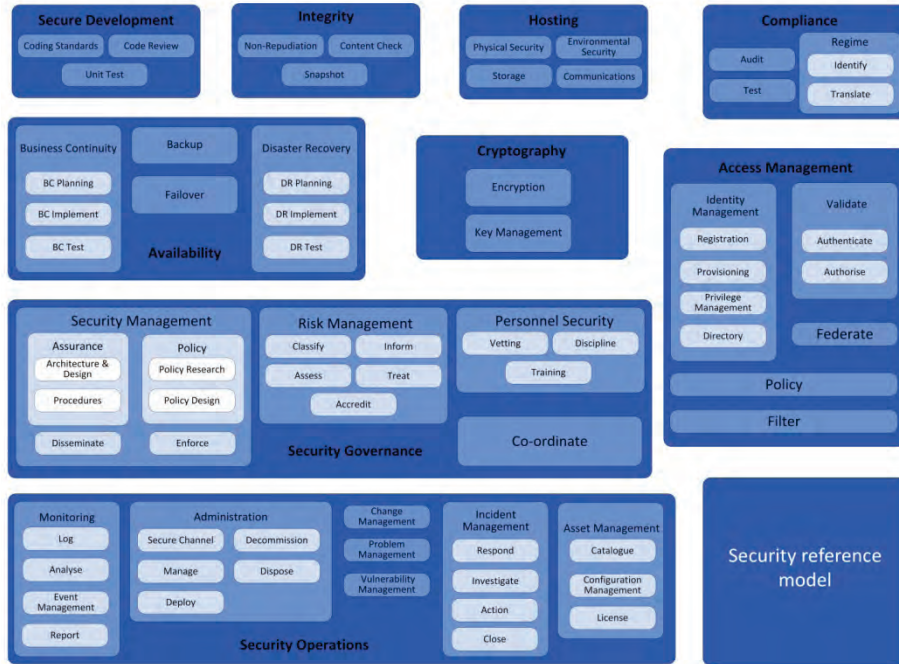 Secure Development
Coding Standards
Code Review
Unit Test
Integrity
Non-Repudiation
Content Check
Snapshot
Hosting
Physical Security
Environmental
Security
Storage
Communications
Compliance
Audit
Test
Regime
Identify
Translate
Business Continuity
BC Planning
BC Implement
BC Test
Backup
Failover
Disaster Recovery
DR Planning
DR Implement
DR Test
Availability
Cryptography
Encryption
Key Management
Access Management
Identity
Management
Registration
Provisioning
Privilege
Management
Directory
Validate
Authenticate
Authorise
Federate
Policy
Filter
Security Management
Assurance
Architecture &
Design
Procedures
Disseminate
Policy
Policy Research
Policy Design
Enforce
Risk Management
Classify
Inform
Assess
Treat
Accredit
Personnel Security
Vetting
Discipline
Training
Co-ordinate
Security Governance
Monitoring
Log
Analyse
Event
Management
Report
Administration
Secure Channel
Decommission
Manage
Dispose
Deploy
Change
Management
Problem
Management
Vulnerability
Management
Incident
Management
Respond
Investigate
Action
Close
Asset Management
Catalogue
Configuration
Management
License
Security Operations
Security reference
model